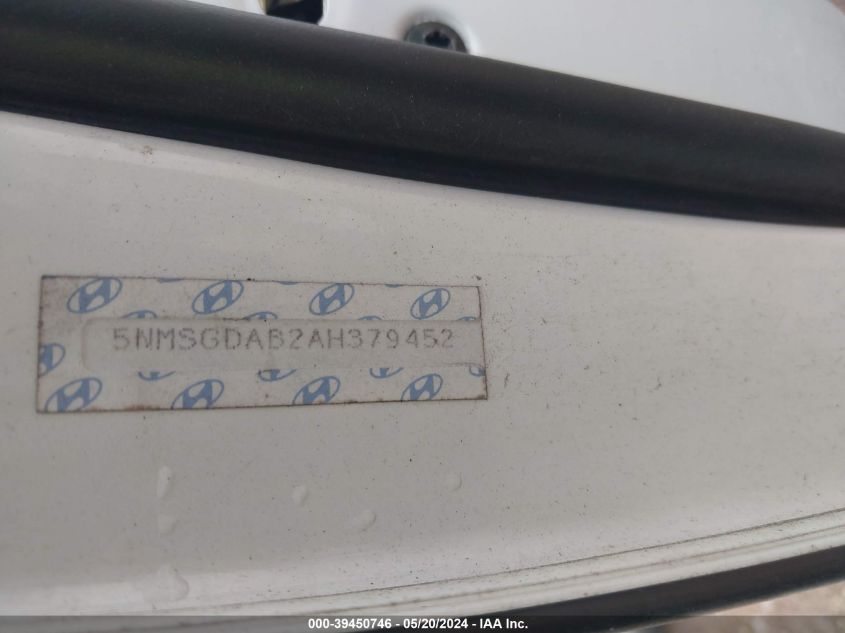 5NMSGDAB2AH379452
000-39450746 - 05/20/2024 - IAA Inc.